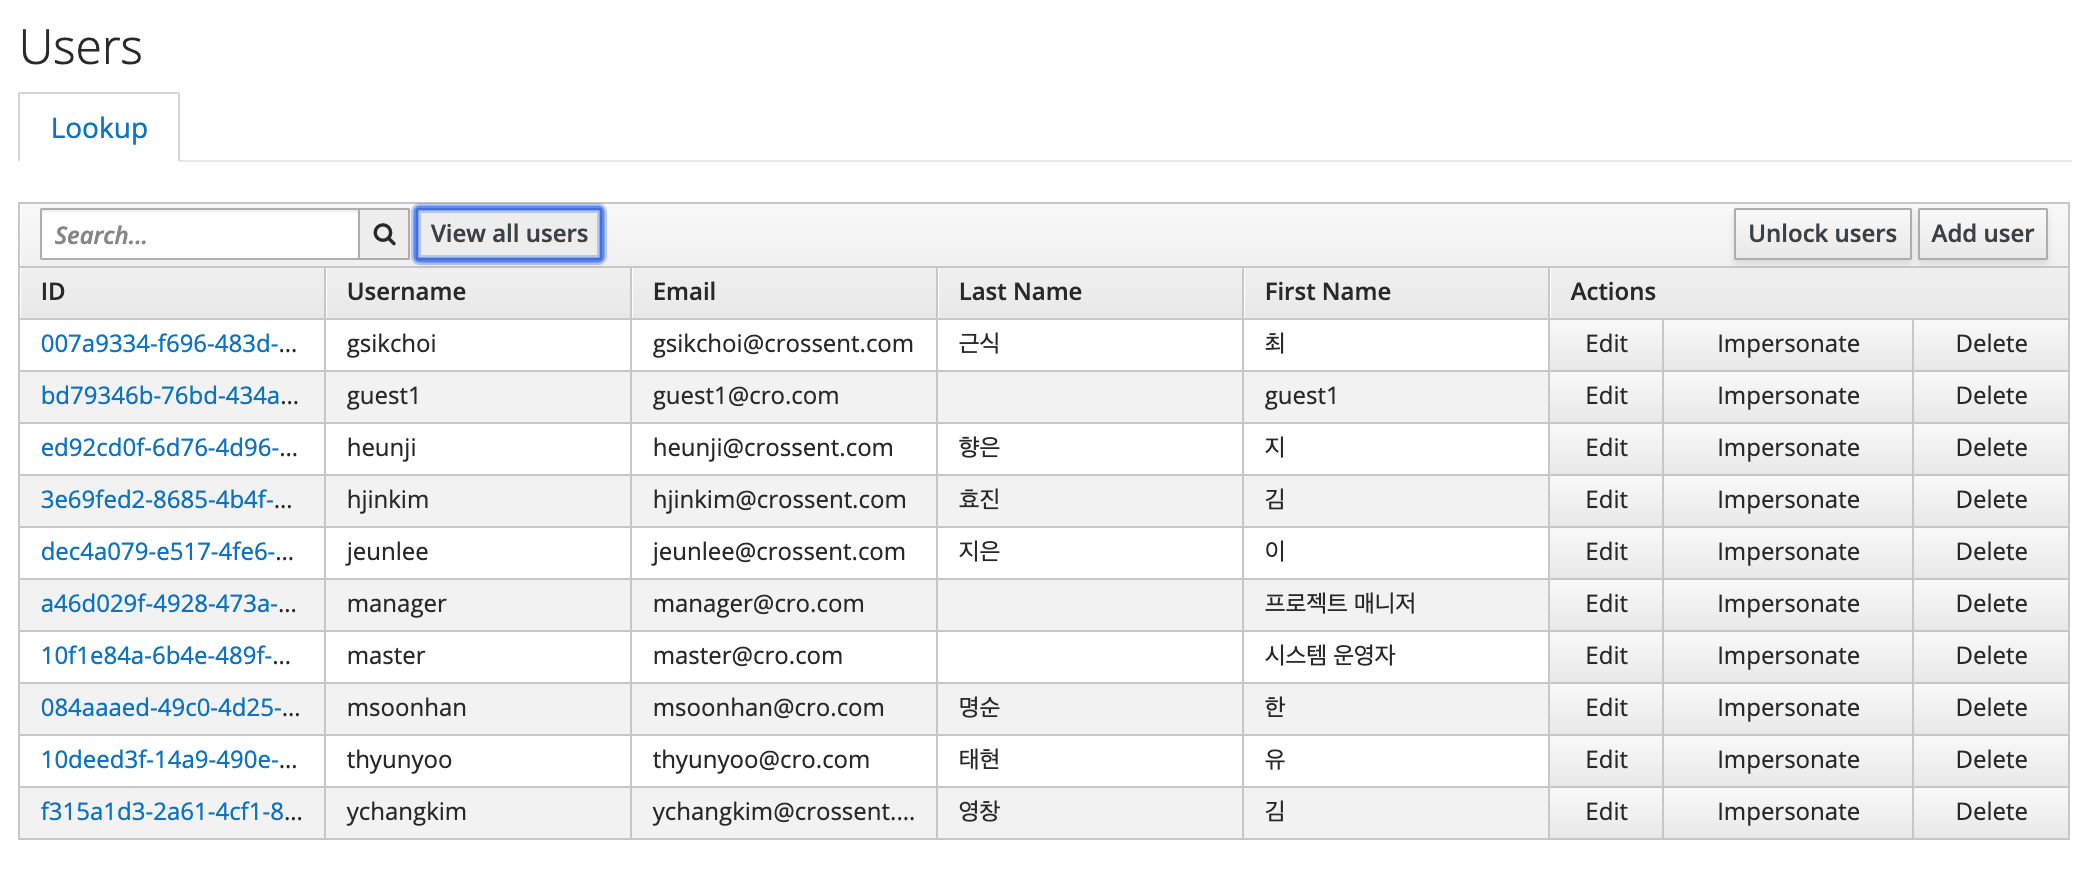 Users
Lookup
Search... View all users Unlock users Add user
ID Username Email Last Name First Name Actions
007a9334-f696-483d-... gsikchoi gsikchoi@crossent.com 근식 최 Edit Impersonate Delete
bd79346b-76bd-434a... guest1 guest1@cro.com guest1 Edit Impersonate Delete
ed92cd0f-6d76-4d96-... heunji heunji@crossent.com 향은 지 Edit Impersonate Delete
3e69fed2-8685-4b4f-... hjinkim hjinkim@crossent.com 효진 김 Edit Impersonate Delete
dec4a079-e517-4fe6-... jeunlee jeunlee@crossent.com 지은 이 Edit Impersonate Delete
a46d029f-4928-473a-... manager manager@cro.com 프로젝트 매니저 Edit Impersonate Delete
10f1e84a-6b4e-489f-... master master@cro.com 시스템 운영자 Edit Impersonate Delete
084aaaed-49c0-4d25-... msoonhan msoonhan@cro.com 명순 한 Edit Impersonate Delete
10deed3f-14a9-490e-... thyunyoo thyunyoo@cro.com 태현 유 Edit Impersonate Delete
f315a1d3-2a61-4cf1-8... ychangkim ychangkim@crossent.... 영창 김 Edit Impersonate Delete